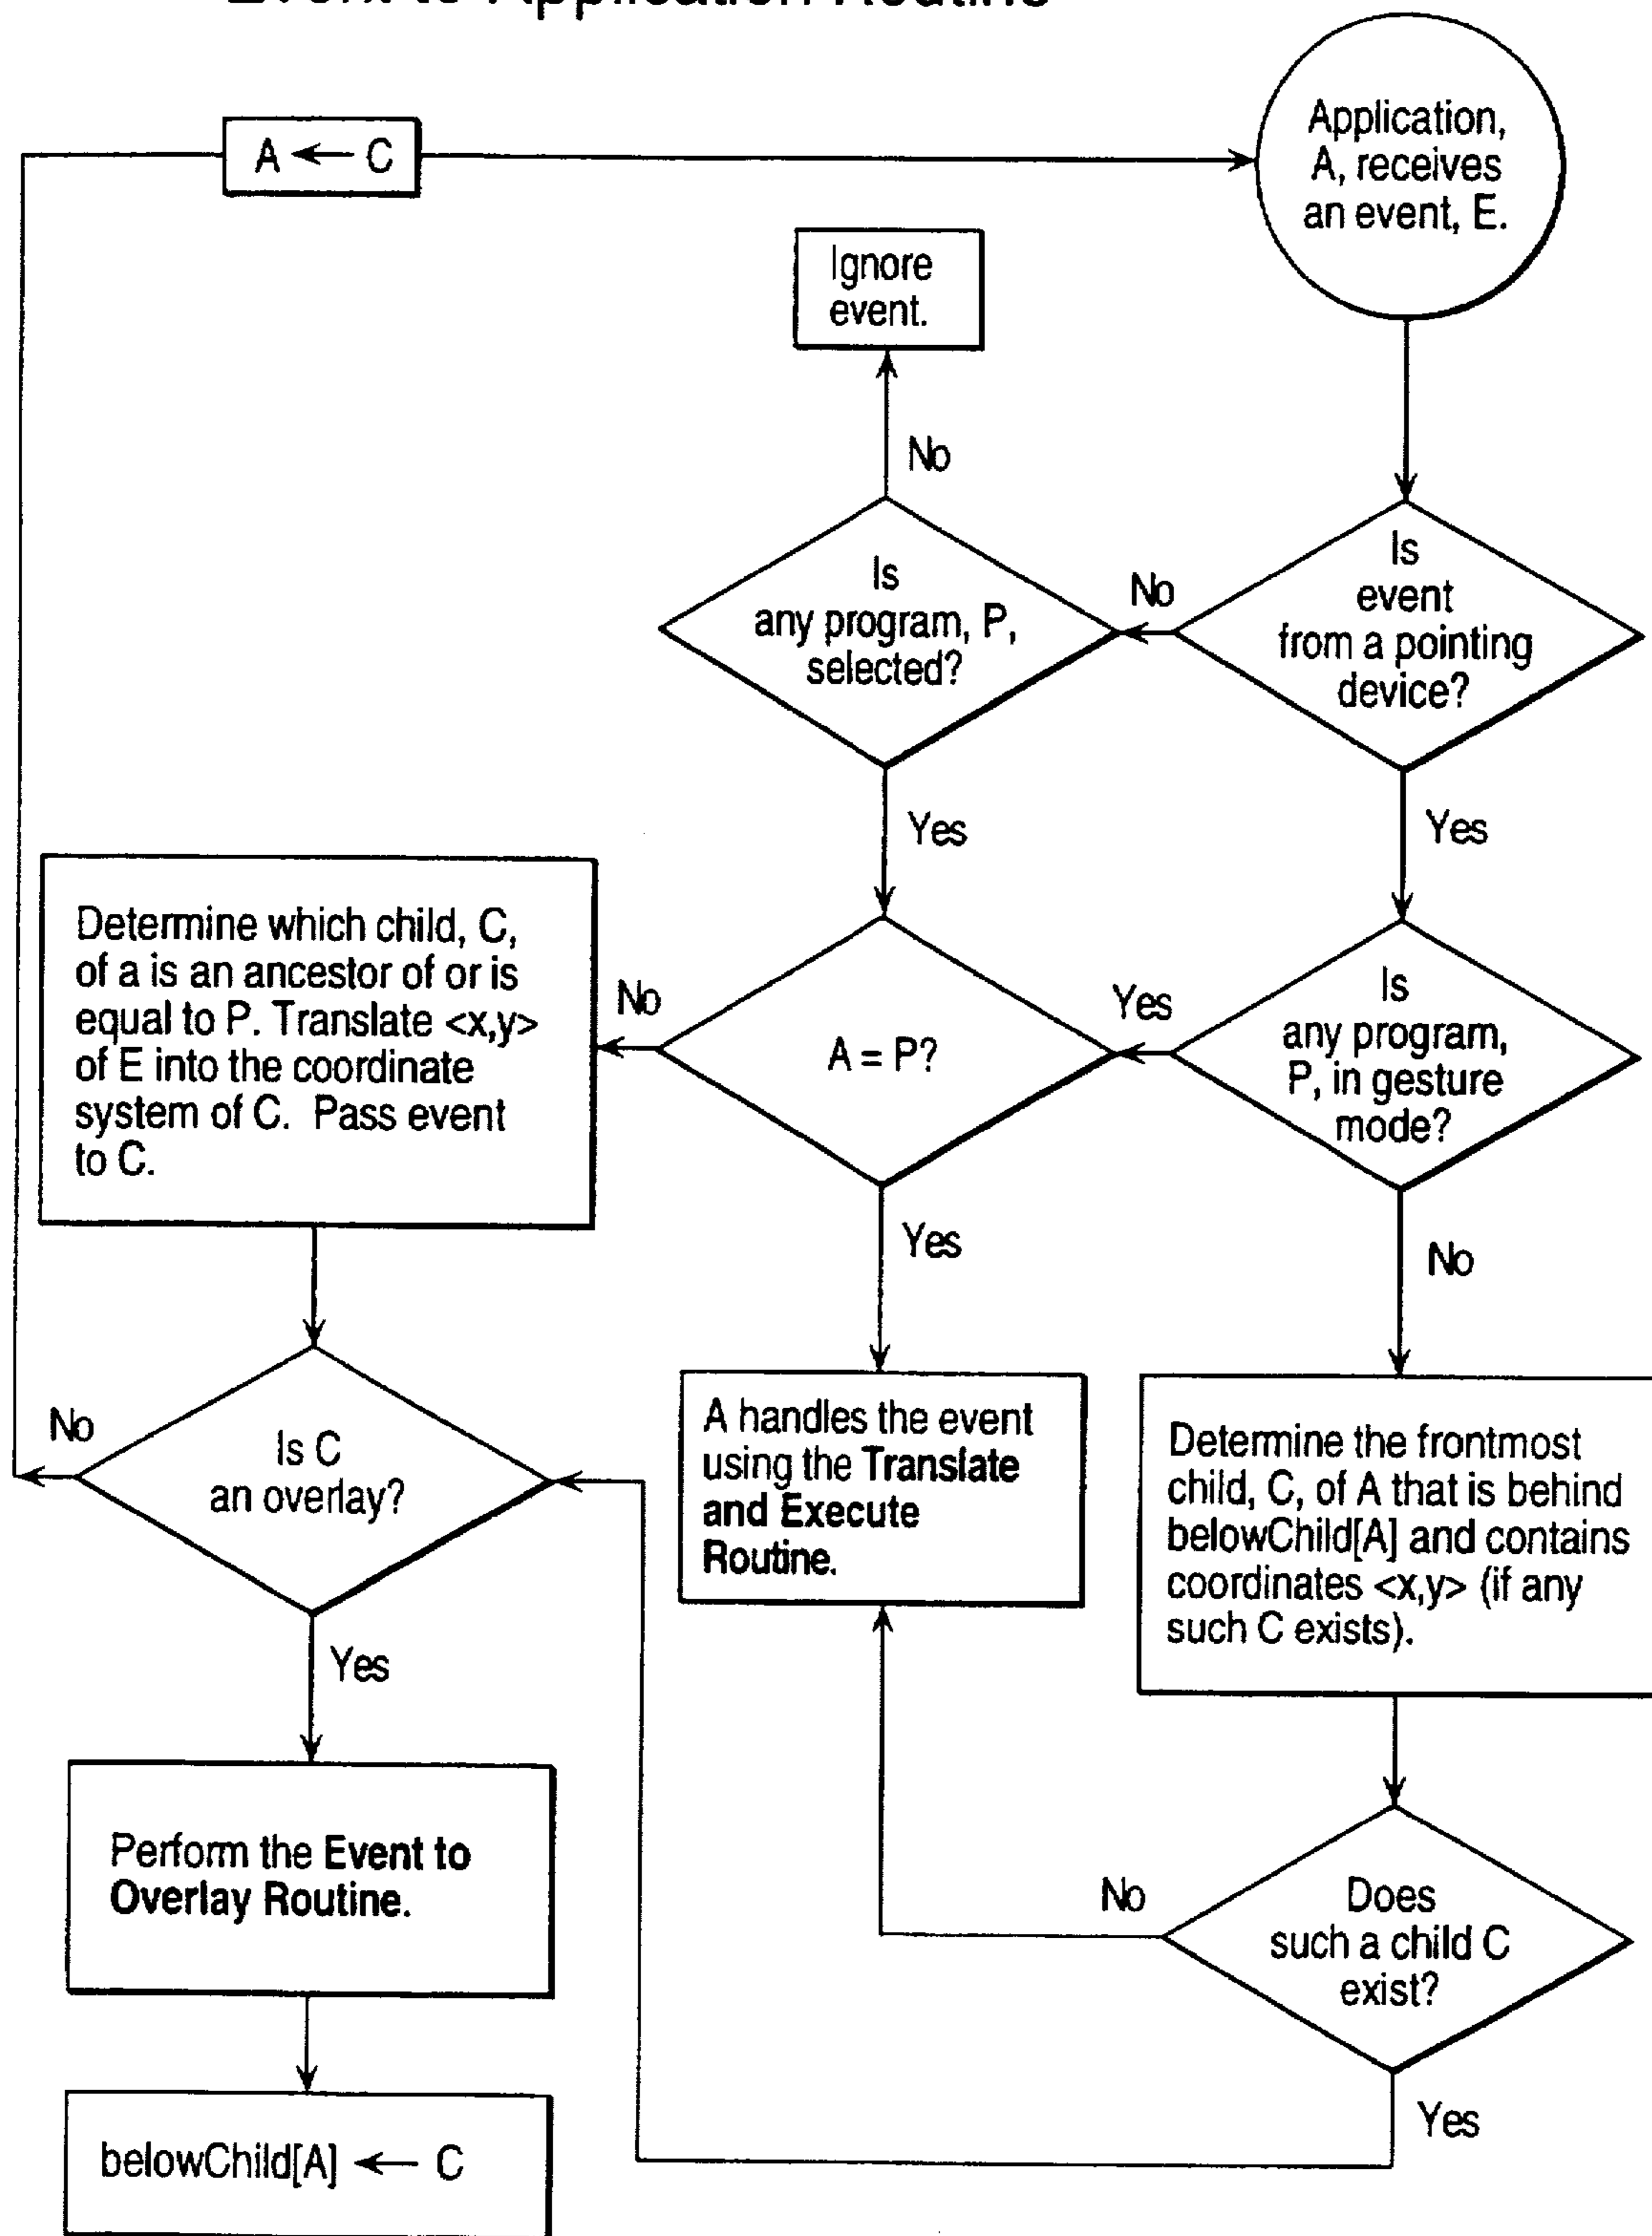 Event to Application Routine
A ← C
Application,
A, receives
an event, E.
Ignore
event.
No
Is
any program, P,
selected?
No
Is
event
from a pointing
device?
Yes
Yes
Determine which child, C,
of a is an ancestor of or is
equal to P. Translate <x,y>
of E into the coordinate
system of C. Pass event
to C.
No
A = P?
Yes
Is
any program,
P, in gesture
mode?
Yes
No
No
Is C
an overlay?
A handles the event
using the Translate
and Execute
Routine.
Determine the frontmost
child, C, of A that is behind
belowChild[A] and contains
coordinates <x,y> (if any
such C exists).
Yes
Perform the Event to
Overlay Routine.
No
Does
such a child C
exist?
Yes
belowChild[A] ← C